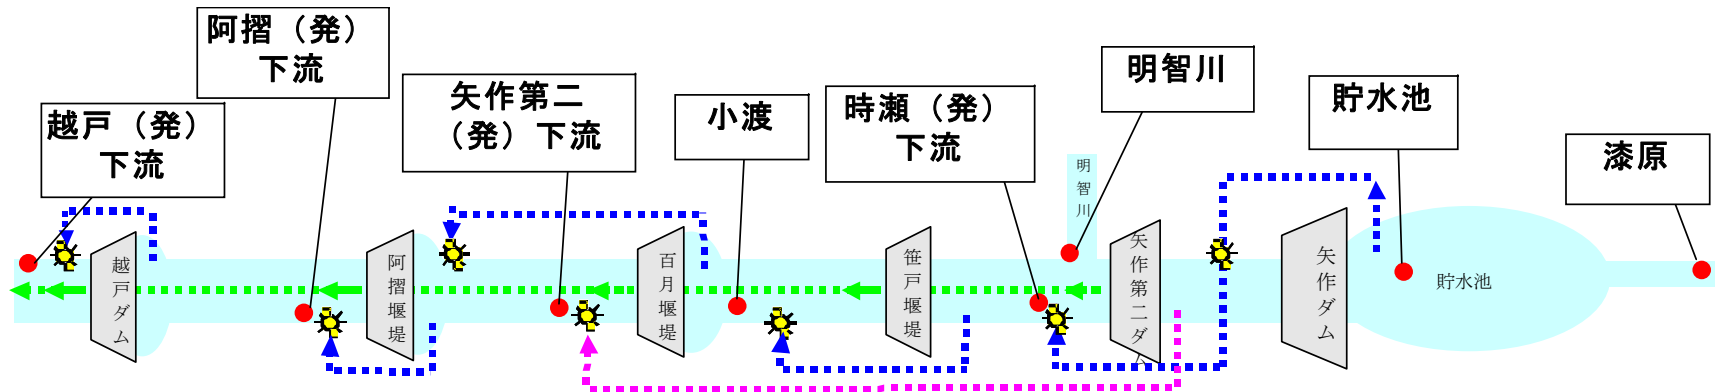 越戸（発）
下流
阿摺（発）
下流
矢作第二
（発）下流
小渡
時瀬（発）
下流
明智川
貯水池
漆原
越戸ダム
阿摺堰堤
百月堰堤
笹戸堰堤
明智川
矢作第二ダム
矢作ダム
貯水池